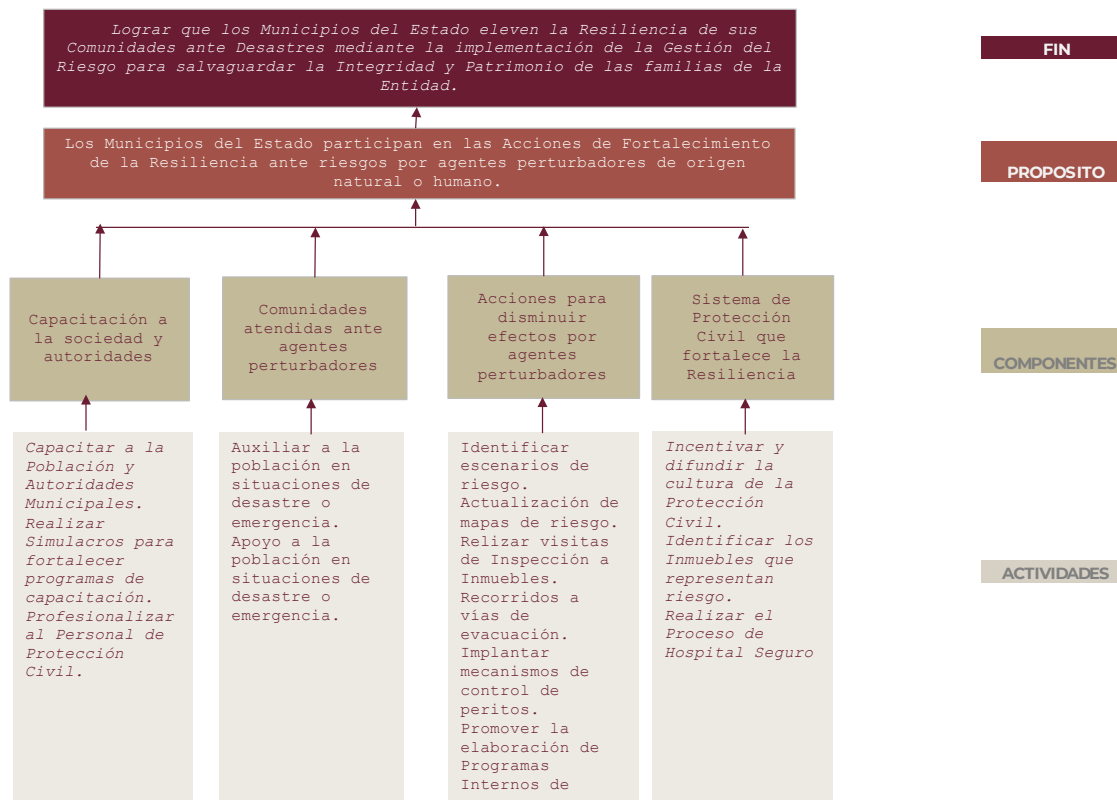 Lograr que los Municipios del Estado eleven la Resiliencia de sus
Comunidades ante Desastres mediante la implementación de la Gestión del
Riesgo para salvaguardar la Integridad y Patrimonio de las familias de la
Entidad.
FIN
Los Municipios del Estado participan en las Acciones de Fortalecimiento
de la Resiliencia ante riesgos por agentes perturbadores de origen
natural o humano.
PROPOSITO
Capacitación a
la sociedad y
autoridades
Comunidades
atendidas ante
agentes
perturbadores
Acciones para
disminuir
efectos por
agentes
perturbadores
Sistema de
Protección
Civil que
fortalece la
Resiliencia
COMPONENTES
Capacitar a la
Población y
Autoridades
Municipales.
Realizar
Simulacros para
fortalecer
programas de
capacitación.
Profesionalizar
al Personal de
Protección
Civil.
Auxiliar a la
población en
situaciones de
desastre o
emergencia.
Apoyo a la
población en
situaciones de
desastre o
emergencia.
Identificar
escenarios de
riesgo.
Actualización de
mapas de riesgo.
Relizar visitas
de Inspección a
Inmuebles.
Recorridos a
vías de
evacuación.
Implantar
mecanismos de
control de
peritos.
Promover la
elaboración de
Programas
Internos de
Incentivar y
difundir la
cultura de la
Protección
Civil.
Identificar los
Inmuebles que
representan
riesgo.
Realizar el
Proceso de
Hospital Seguro
ACTIVIDADES